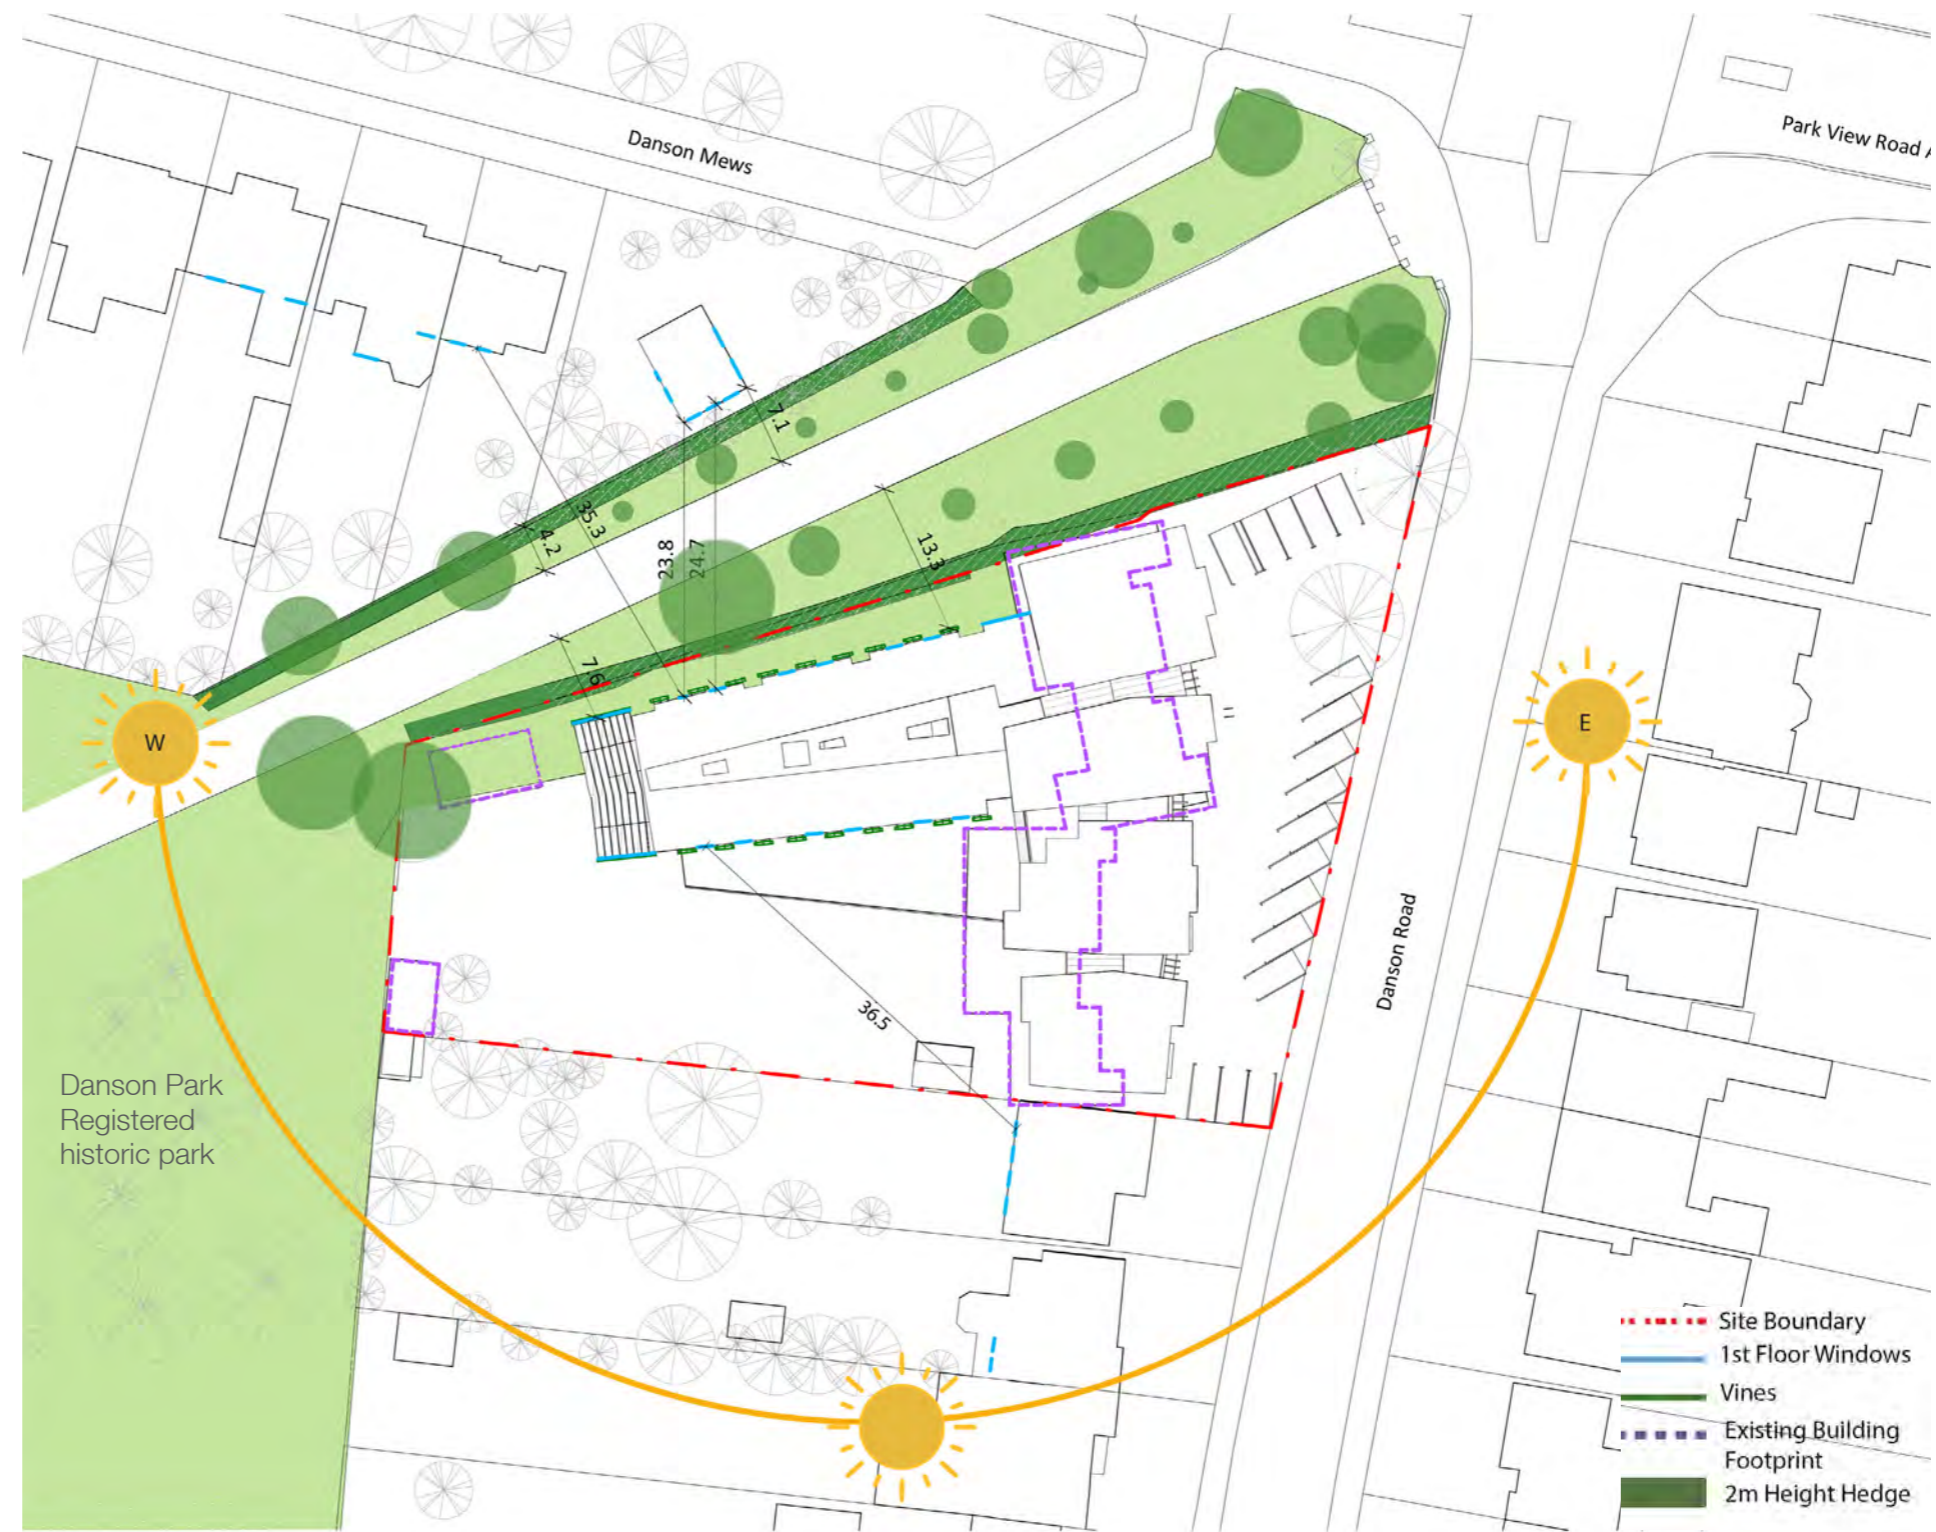 Danson Mews
Park View Road
7.1
35.3
4.2
23.8
24.7
13.3
7.6
W
E
36.5
Danson Road
Danson Park
Registered
historic park
Site Boundary
1st Floor Windows
Vines
Existing Building
Footprint
2m Height Hedge